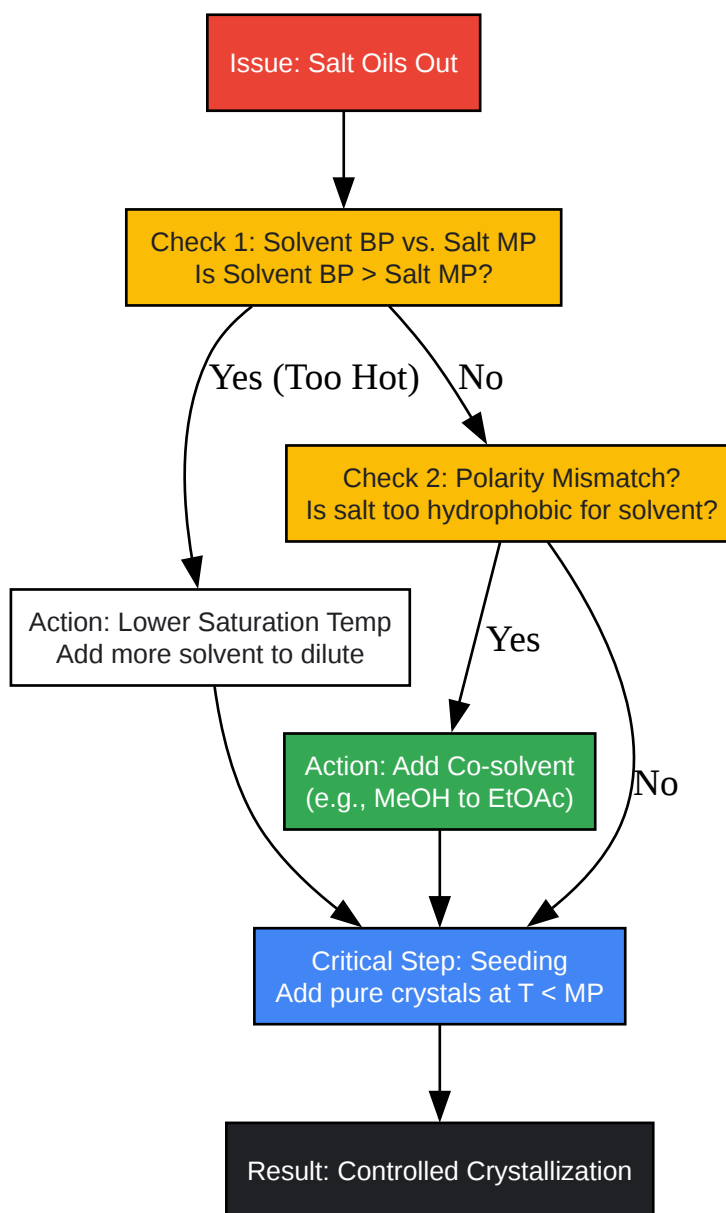 Issue: Salt Oils Out
Check 1: Solvent BP vs. Salt MP
Is Solvent BP > Salt MP?
Yes (Too Hot)
No
Check 2: Polarity Mismatch?
Is salt too hydrophobic for solvent?
Action: Lower Saturation Temp
Add more solvent to dilute
Yes
Action: Add Co-solvent
(e.g., MeOH to EtOAc)
No
Critical Step: Seeding
Add pure crystals at T < MP
Result: Controlled Crystallization